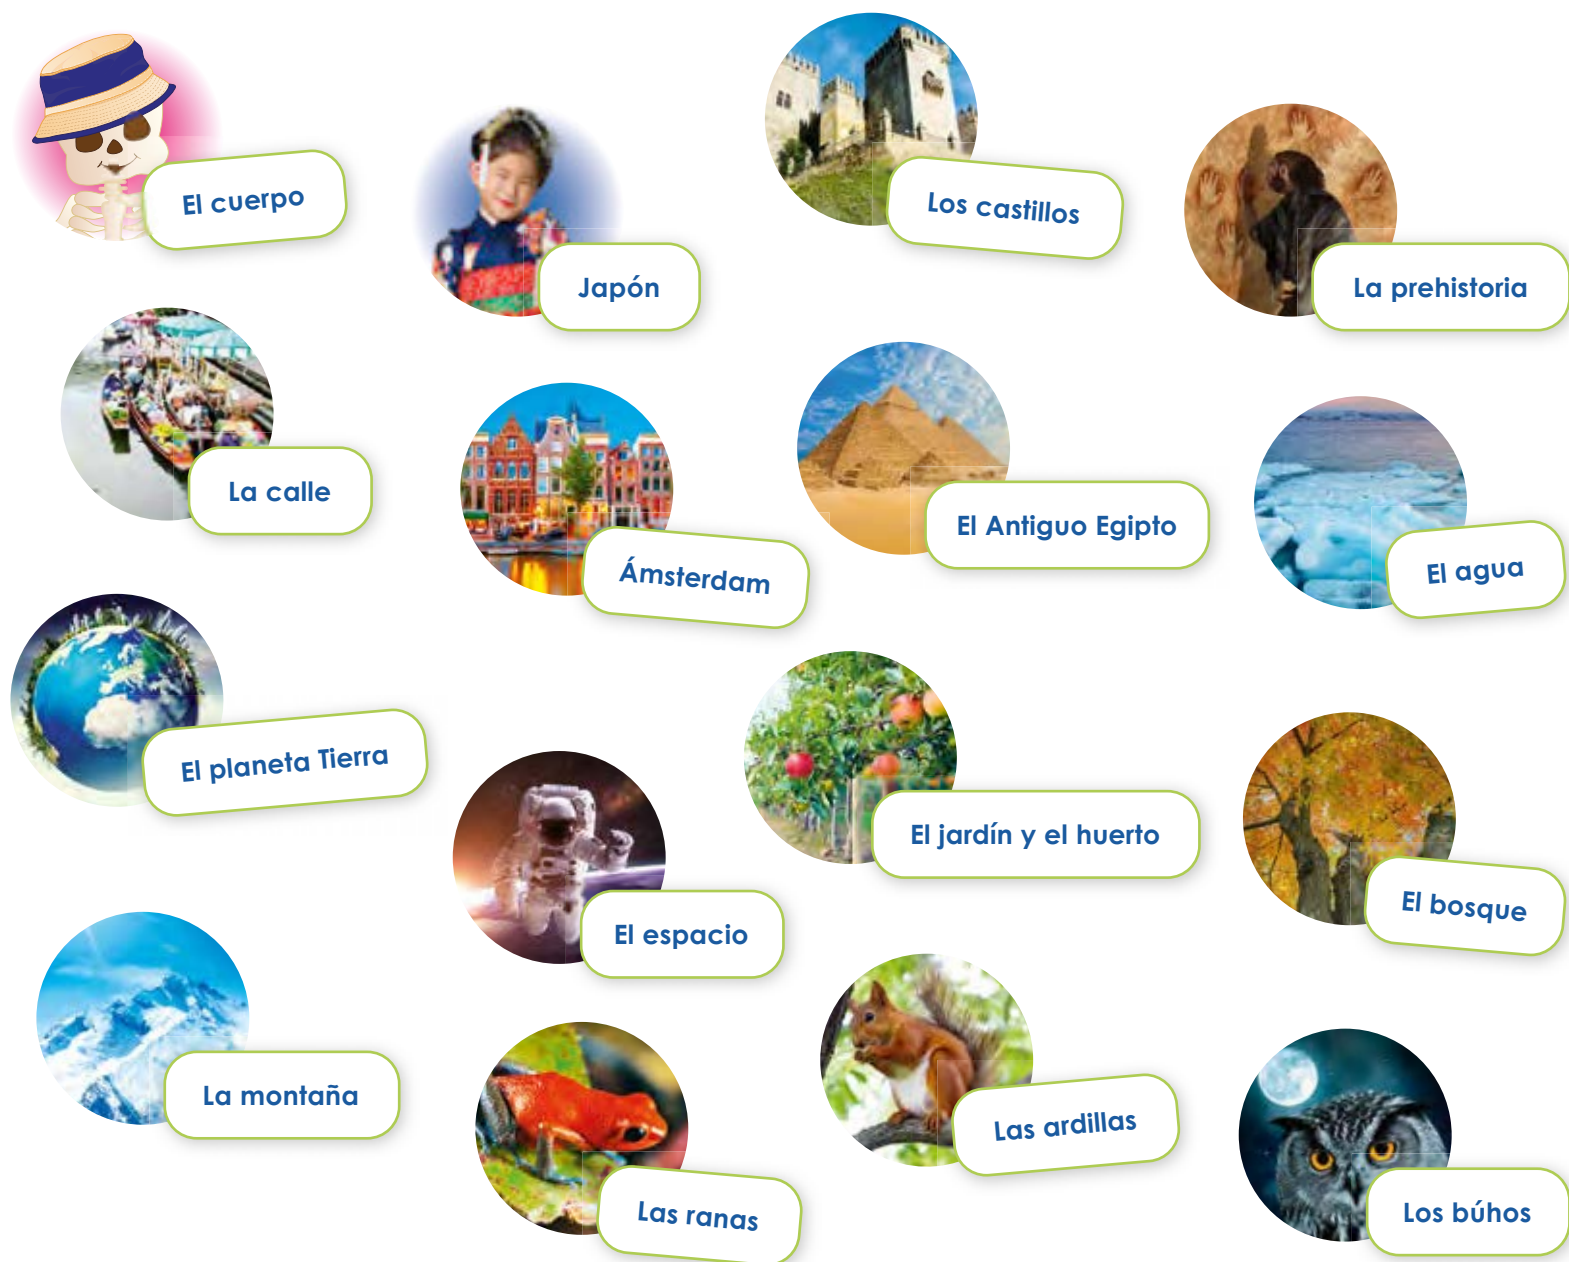 El cuerpo
Japón
Los castillos
La prehistoria
La calle
Ámsterdam
El Antiguo Egipto
El agua
El planeta Tierra
El espacio
El jardín y el huerto
El bosque
La montaña
Las ranas
Las ardillas
Los búhos